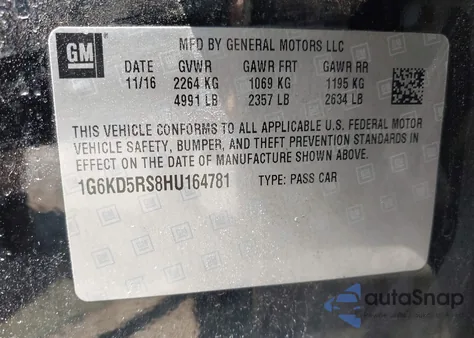 GM
MFD BY GENERAL MOTORS LLC
DATE GVWR GAWR FRT GAWR RR
11/16 2264 KG 1069 KG 1195 KG
4991 LB 2357 LB 2634 LB
THIS VEHICLE CONFORMS TO ALL APPLICABLE U.S. FEDERAL MOTOR
VEHICLE SAFETY, BUMPER, AND THEFT PREVENTION STANDARDS IN
EFFECT ON THE DATE OF MANUFACTURE SHOWN ABOVE.
1G6KD5RS8HU164781 TYPE: PASS CAR
autoSnap